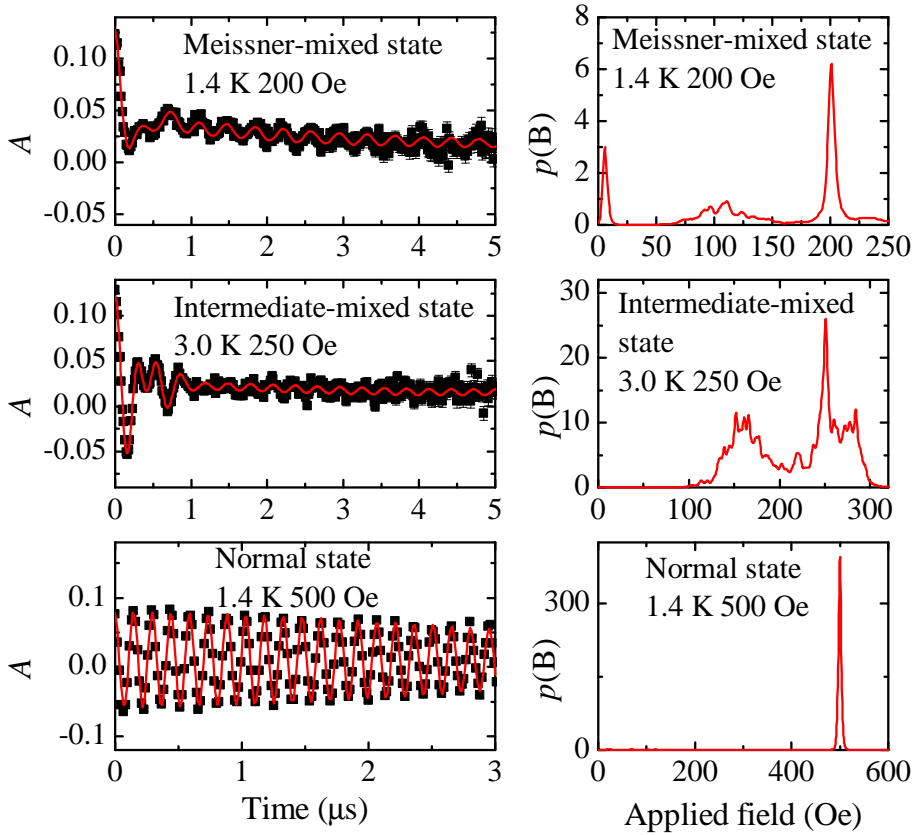 Meissner-mixed state
1.4 K 200 Oe
A
0.10
0.05
0.00
-0.05
0 1 2 3 4 5
Meissner-mixed state
1.4 K 200 Oe
p(B)
8
6
4
2
0
0 50 100 150 200 250
Intermediate-mixed state
3.0 K 250 Oe
A
0.10
0.05
0.00
-0.05
0 1 2 3 4 5
Intermediate-mixed
state
3.0 K 250 Oe
p(B)
30
20
10
0
0 100 200 300
Normal state
1.4 K 500 Oe
A
0.1
0.0
-0.1
0 1 2 3
Time (μs)
Normal state
1.4 K 500 Oe
p(B)
300
0
0 200 400 600
Applied field (Oe)